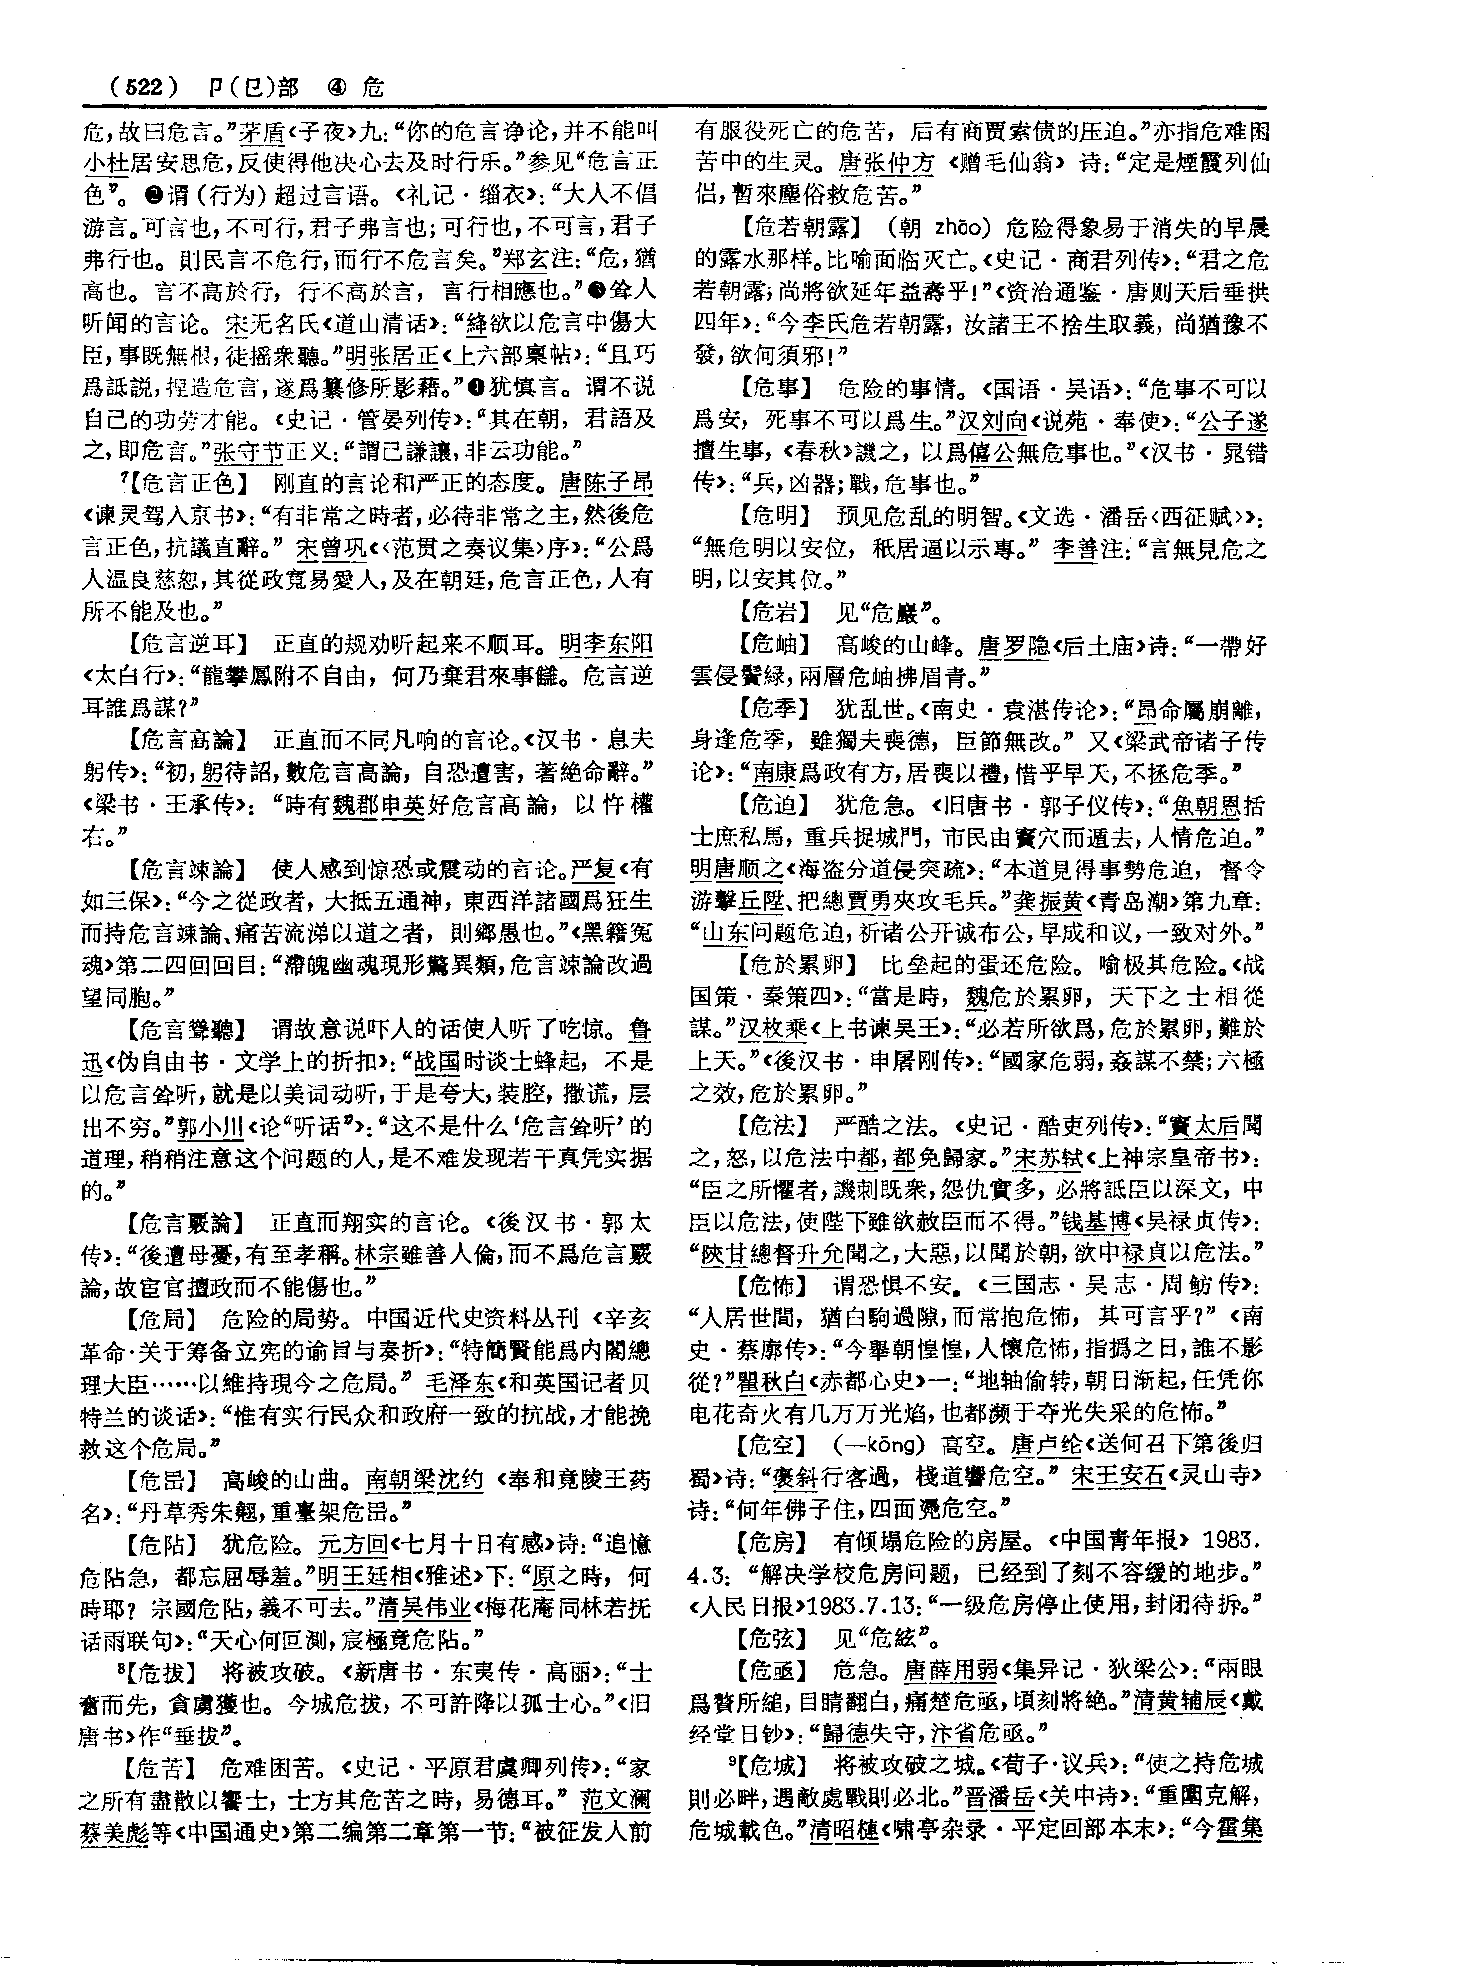 （522） 卩(㔾)部 ④ 危
危，故曰危言。”茅盾《子夜》九：“你的危言诤论，并不能叫
小杜居安思危，反使得他决心去及时行乐。”参见“危言正
色”。❷谓（行为）超过言语。《礼记·缁衣》：“大人不倡
游言。可言也，不可行，君子弗言也；可行也，不可言，君子
弗行也。則民言不危行，而行不危言矣。”郑玄注：“危，猶
高也。言不高於行，行不高於言，言行相應也。”❸耸人
听闻的言论。宋无名氏《道山清话》：“絳欲以危言中傷大
臣，事既無根，徒摇衆聽。”明张居正《上六部稟帖》：“且巧
爲詆説，捏造危言，遂爲纂修所影藉。”❹犹慎言。谓不说
自己的功劳才能。《史记·管晏列传》：“其在朝，君語及
之，即危言。”张守节正义：“謂己謙讓，非云功能。”
7【危言正色】 刚直的言论和严正的态度。唐陈子昂
《谏灵驾入京书》：“有非常之時者，必待非常之主，然後危
言正色，抗議直辭。” 宋曾巩《〈范贯之奏议集〉序》：“公爲
人温良慈恕，其從政寬易愛人，及在朝廷，危言正色，人有
所不能及也。”
【危言逆耳】 正直的规劝听起来不顺耳。明李东阳
《太白行》：“龍攀鳳附不自由，何乃棄君來事讎。危言逆
耳誰爲謀？”
【危言高論】 正直而不同凡响的言论。《汉书·息夫
躬传》：“初，躬待詔，數危言高論，自恐遭害，著絶命辭。”
《梁书·王承传》：“時有魏郡申英好危言高論，以忤權
右。”
【危言竦論】 使人感到惊恐或震动的言论。严复《有
如三保》：“今之從政者，大抵五通神，東西洋諸國爲狂生
而持危言竦論、痛苦流涕以道之者，則鄉愚也。”《黑籍冤
魂》第二四回回目：“滯魄幽魂現形驚異類，危言竦論改過
望同胞。”
【危言聳聽】 谓故意说吓人的话使人听了吃惊。鲁
迅《伪自由书·文学上的折扣》：“战国时谈士蜂起，不是
以危言耸听，就是以美词动听，于是夸大，装腔，撒谎，层
出不穷。”郭小川《论“听话”》：“这不是什么‘危言耸听’的
道理，稍稍注意这个问题的人，是不难发现若干真凭实据
的。”
【危言覈論】 正直而翔实的言论。《後汉书·郭太
传》：“後遭母憂，有至孝稱。林宗雖善人倫，而不爲危言覈
論，故宦官擅政而不能傷也。”
【危局】 危险的局势。中国近代史资料丛刊《辛亥
革命·关于筹备立宪的谕旨与奏折》：“特簡賢能爲内閣總
理大臣……以維持現今之危局。” 毛泽东《和英国记者贝
特兰的谈话》：“惟有实行民众和政府一致的抗战，才能挽
救这个危局。”
【危岊】 高峻的山曲。南朝梁沈约《奉和竟陵王药
名》：“丹草秀朱翹，重臺架危岊。”
【危阽】 犹危险。元方回《七月十日有感》诗：“追憶
危阽急，都忘屈辱羞。”明王廷相《雅述》下：“原之時，何
時耶？宗國危阽，義不可去。”清吴伟业《梅花庵同林若抚
话雨联句》：“天心何叵測，宸極竟危阽。”
8【危拔】 将被攻破。《新唐书·东夷传·高丽》：“士
奮而先，貪虜獲也。今城危拔，不可許降以孤士心。”《旧
唐书》作“垂拔”。
【危苦】 危难困苦。《史记·平原君虞卿列传》：“家
之所有盡散以饗士，士方其危苦之時，易德耳。” 范文澜
蔡美彪等《中国通史》第二编第二章第一节：“被征发人前
有服役死亡的危苦，后有商贾索债的压迫。”亦指危难困
苦中的生灵。唐张仲方《赠毛仙翁》诗：“定是煙霞列仙
侣，暫來塵俗救危苦。”
【危若朝露】 （朝 zhāo）危险得象易于消失的早晨
的露水那样。比喻面临灭亡。《史记·商君列传》：“君之危
若朝露，尚將欲延年益壽乎！”《资治通鉴·唐则天后垂拱
四年》：“今李氏危若朝露，汝諸王不捨生取義，尚猶豫不
發，欲何須邪！”
【危事】 危险的事情。《国语·吴语》：“危事不可以
爲安，死事不可以爲生。”汉刘向《说苑·奉使》：“公子遂
擅生事，《春秋》譏之，以爲僖公無危事也。”《汉书·晁错
传》：“兵，凶器；戰，危事也。”
【危明】 预见危乱的明智。《文选·潘岳〈西征赋〉》：
“無危明以安位，秖居逼以示專。” 李善注：“言無見危之
明，以安其位。”
【危岩】 见“危巖”。
【危岫】 高峻的山峰。唐罗隐《后土庙》诗：“一帶好
雲侵鬢緑，兩層危岫拂眉青。”
【危季】 犹乱世。《南史·袁湛传论》：“昂命屬崩離，
身逢危季，雖獨夫喪德，臣節無改。” 又《梁武帝诸子传
论》：“南康爲政有方，居喪以禮，惜乎早夭，不拯危季。”
【危迫】 犹危急。《旧唐书·郭子仪传》：“魚朝恩括
士庶私馬，重兵捉城門，市民由竇穴而遁去，人情危迫。”
明唐顺之《海盗分道侵突疏》：“本道見得事勢危迫，督令
游擊丘陞、把總賈勇夾攻毛兵。”龚振黄《青岛潮》第九章：
“山东问题危迫，祈诸公开诚布公，早成和议，一致对外。”
【危於累卵】 比垒起的蛋还危险。喻极其危险。《战
国策·秦策四》：“當是時，魏危於累卵，天下之士相從
謀。”汉枚乘《上书谏吴王》：“必若所欲爲，危於累卵，難於
上天。”《後汉书·申屠刚传》：“國家危弱，姦謀不禁；六極
之效，危於累卵。”
【危法】 严酷之法。《史记·酷吏列传》：“竇太后聞
之，怒，以危法中都，都免歸家。”宋苏轼《上神宗皇帝书》：
“臣之所懼者，譏刺既衆，怨仇實多，必將詆臣以深文，中
臣以危法，使陛下雖欲赦臣而不得。”钱基博《吴禄贞传》：
“陝甘總督升允聞之，大惡，以聞於朝，欲中禄貞以危法。”
【危怖】 谓恐惧不安。《三国志·吴志·周鲂传》：
“人居世間，猶白駒過隙，而常抱危怖，其可言乎？” 《南
史·蔡廓传》：“今舉朝惶惶，人懷危怖，指撝之日，誰不影
從？”瞿秋白《赤都心史》一：“地轴偷转，朝日渐起，任凭你
电花奇火有几万万光焰，也都濒于夺光失采的危怖。”
【危空】 （—kōng）高空。唐卢纶《送何召下第後归
蜀》诗：“褒斜行客過，棧道響危空。” 宋王安石《灵山寺》
诗：“何年佛子住，四面凳危空。”
【危房】 有倾塌危险的房屋。《中国青年报》1983．
4.3：“解决学校危房问题，已经到了刻不容缓的地步。”
《人民日报》1983.7.13：“一级危房停止使用，封闭待拆。”
【危弦】 见“危絃”。
【危亟】 危急。唐薛用弱《集异记·狄梁公》：“兩眼
爲贅所縋，目睛翻白，痛楚危亟，頃刻將絶。”清黄辅辰《戴
经堂日钞》：“歸德失守，汴省危亟。”
9【危城】 将被攻破之城。《荀子·议兵》：“使之持危城
則必畔，遇敵處戰則必北。”晋潘岳《关中诗》：“重圍克解，
危城載色。”清昭梿《啸亭杂录·平定回部本末》：“今霍集